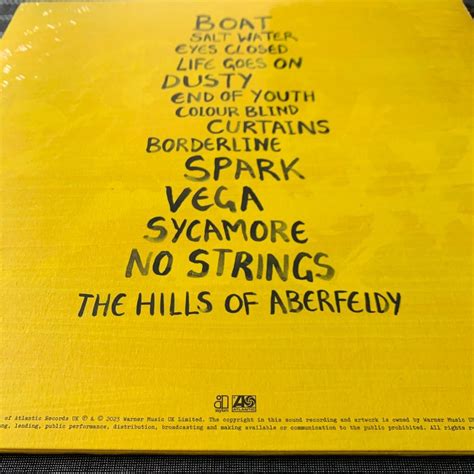 BOAT
SALT WATER
EYES CLOSED
LIFE GOES ON
DUSTY
END OF YOUTH
COLOUR BLIND
CURTAINS
BORDERLINE
SPARK
VEGA
SYCAMORE
NO STRINGS
THE HILLS OF ABERFELDY
of Atlantic Records UK ℗ & © 2023 Warner Music UK Limited. The copyright in this sound recording and artwork is owned by Warner Music UK
lending, public performance, distribution, broadcasting and making available or communication to the public prohibited. All rights